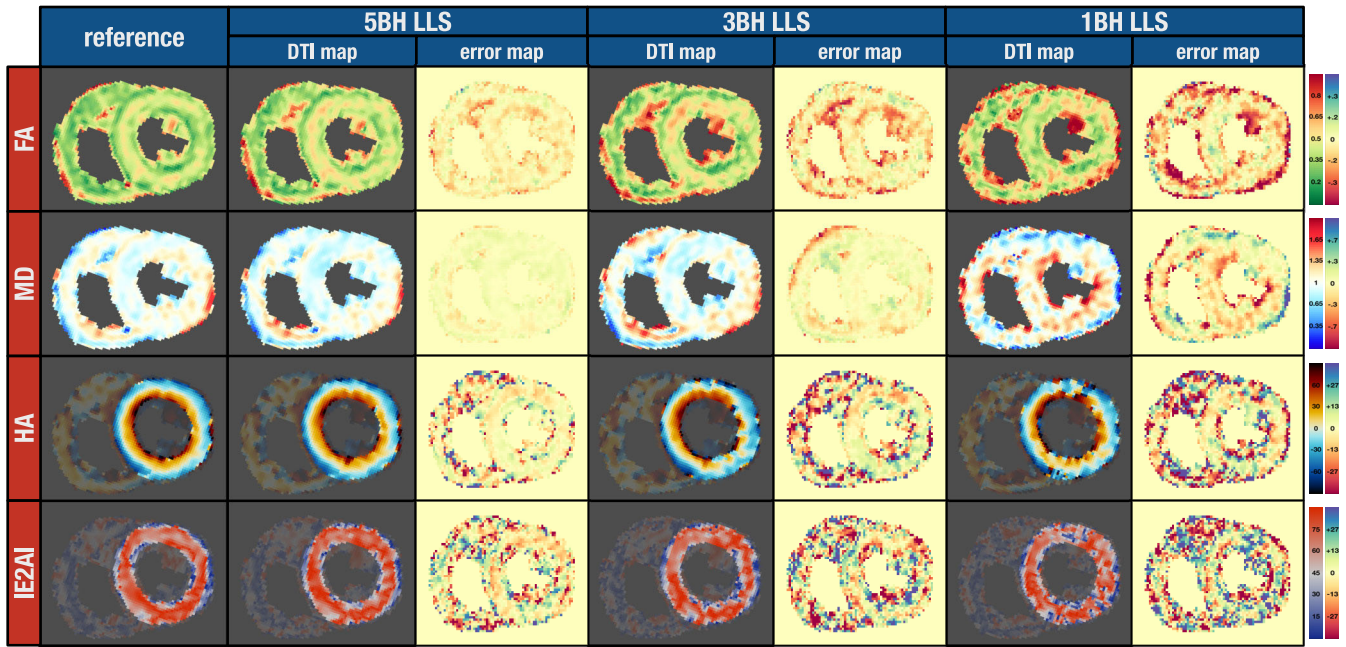 reference
5BH LLS
3BH LLS
1BH LLS
DTI map
error map
DTI map
error map
DTI map
error map
FA
0.8
0.65
0.5
0.35
0.2
+.3
+.2
0
-.2
-.3
MD
1.65
1.35
1
0.65
0.35
+.7
+.3
0
-.3
-.7
HA
60
30
0
-30
-60
+27
+13
0
-13
-27
IE2AI
75
60
45
30
15
+27
+13
0
-13
-27